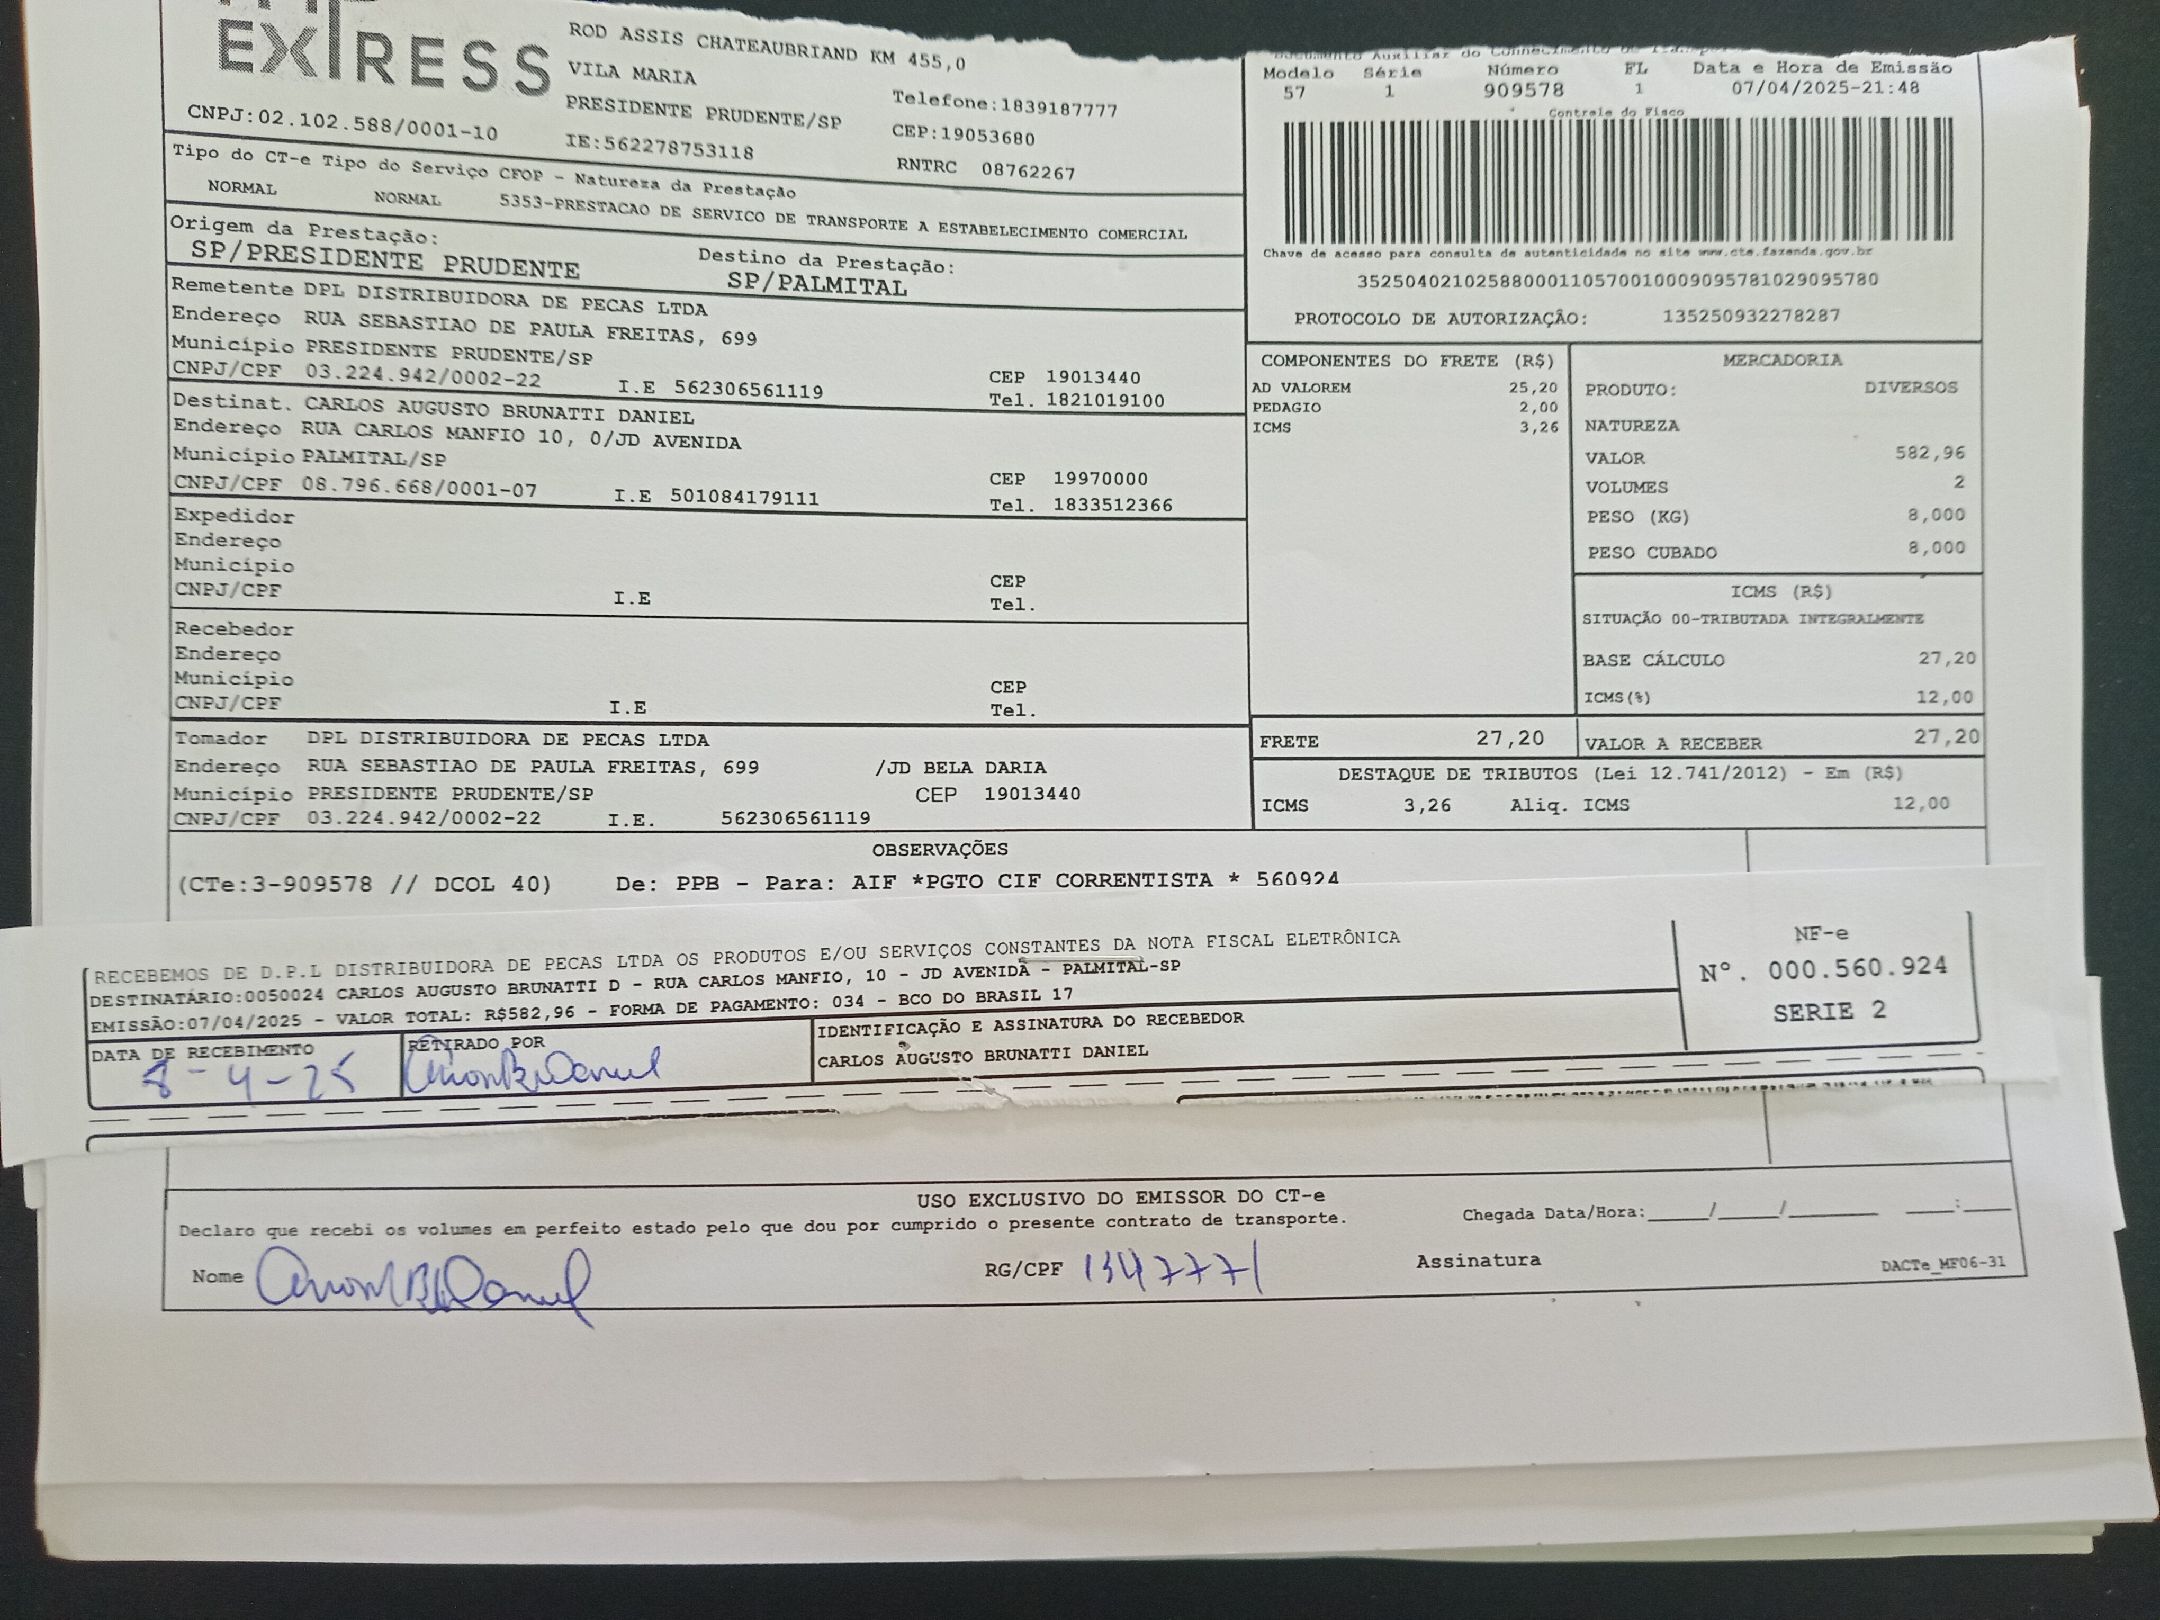 EXPRESS
ROD ASSIS CHATEAUBRIAND KM 455,0
VILA MARIA
PRESIDENTE PRUDENTE/SP
Telefone:1839187777
CNPJ:02.102.588/0001-10
IE:562278753118
CEP:19053680
RNTRC 08762267
Tipo do CT-e Tipo do Serviço CFOP - Natureza da Prestação
NORMAL NORMAL 5353-PRESTACAO DE SERVICO DE TRANSPORTE A ESTABELECIMENTO COMERCIAL
Origem da Prestação:
SP/PRESIDENTE PRUDENTE
Destino da Prestação:
SP/PALMITAL
Remetente DPL DISTRIBUIDORA DE PECAS LTDA
Endereço RUA SEBASTIAO DE PAULA FREITAS, 699
Município PRESIDENTE PRUDENTE/SP
CEP 19013440
CNPJ/CPF 03.224.942/0002-22 I.E 562306561119 Tel. 1821019100
Destinat. CARLOS AUGUSTO BRUNATTI DANIEL
Endereço RUA CARLOS MANFIO 10, 0/JD AVENIDA
Município PALMITAL/SP
CEP 19970000
CNPJ/CPF 08.796.668/0001-07 I.E 501084179111 Tel. 1833512366
Expedidor
Endereço
Município
CEP
CNPJ/CPF I.E Tel.
Recebedor
Endereço
Município
CEP
CNPJ/CPF I.E Tel.
Tomador DPL DISTRIBUIDORA DE PECAS LTDA
Endereço RUA SEBASTIAO DE PAULA FREITAS, 699 /JD BELA DARIA
Município PRESIDENTE PRUDENTE/SP CEP 19013440
CNPJ/CPF 03.224.942/0002-22 I.E. 562306561119
Documento Auxiliar do Conhecimento de
Modelo Série Número FL Data e Hora de Emissão
57 1 909578 1 07/04/2025-21:48
Controle do Fisco
Chave de acesso para consulta de autenticidade no site www.cte.fazenda.gov.br
35250402102588000110570010009095781029095780
PROTOCOLO DE AUTORIZAÇÃO: 135250932278287
COMPONENTES DO FRETE (R$)
AD VALOREM 25,20
PEDAGIO 2,00
ICMS 3,26
MERCADORIA
PRODUTO: DIVERSOS
NATUREZA
VALOR 582,96
VOLUMES 2
PESO (KG) 8,000
PESO CUBADO 8,000
ICMS (R$)
SITUAÇÃO 00-TRIBUTADA INTEGRALMENTE
BASE CÁLCULO 27,20
ICMS(%) 12,00
FRETE 27,20 VALOR A RECEBER 27,20
DESTAQUE DE TRIBUTOS (Lei 12.741/2012) - Em (R$)
ICMS 3,26 Aliq. ICMS 12,00
OBSERVAÇÕES
(CTe:3-909578 // DCOL 40) De: PPB - Para: AIF *PGTO CIF CORRENTISTA * 560924
RECEBEMOS DE D.P.L DISTRIBUIDORA DE PECAS LTDA OS PRODUTOS E/OU SERVIÇOS CONSTANTES DA NOTA FISCAL ELETRÔNICA
DESTINATÁRIO:0050024 CARLOS AUGUSTO BRUNATTI D - RUA CARLOS MANFIO, 10 - JD AVENIDA - PALMITAL-SP
EMISSÃO:07/04/2025 - VALOR TOTAL: R$582,96 - FORMA DE PAGAMENTO: 034 - BCO DO BRASIL 17
NF-e
Nº. 000.560.924
SERIE 2
DATA DE RECEBIMENTO
8-4-25
RETIRADO POR
IDENTIFICAÇÃO E ASSINATURA DO RECEBEDOR
CARLOS AUGUSTO BRUNATTI DANIEL
USO EXCLUSIVO DO EMISSOR DO CT-e
Declaro que recebi os volumes em perfeito estado pelo que dou por cumprido o presente contrato de transporte.
Chegada Data/Hora:_____/_____/_______ ____:____
Nome
RG/CPF 1347771
Assinatura
DACTe_MF06-31